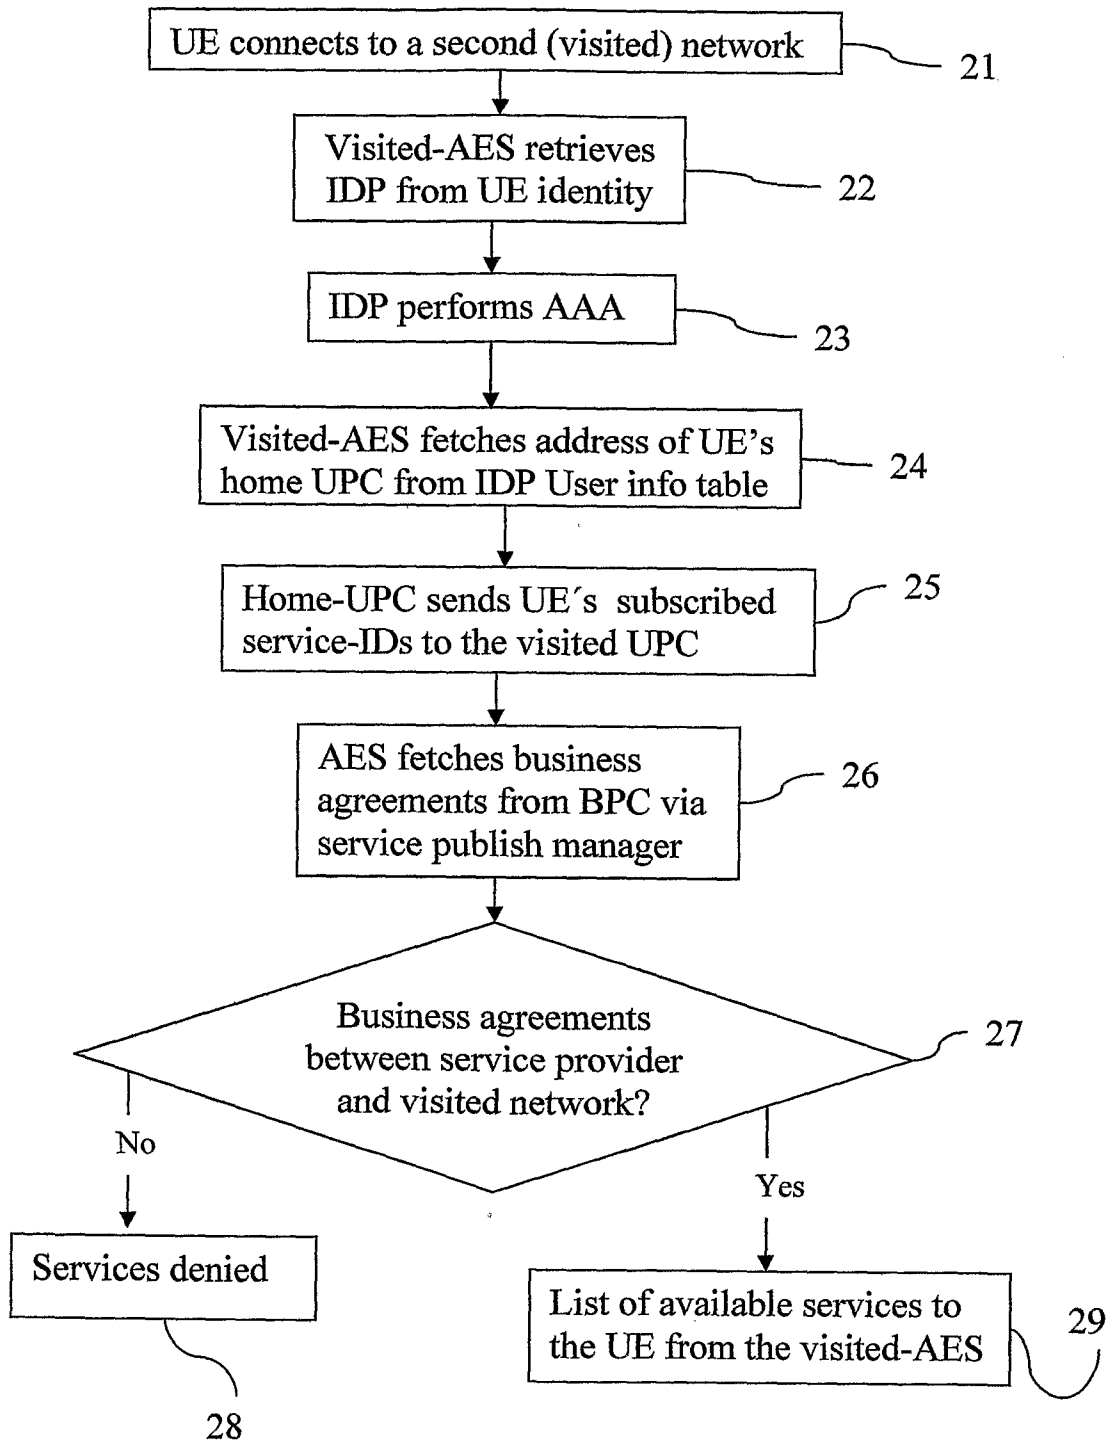 UE connects to a second (visited) network
21
Visited-AES retrieves
IDP from UE identity
22
IDP performs AAA
23
Visited-AES fetches address of UE’s
home UPC from IDP User info table
24
Home-UPC sends UE´s subscribed
service-IDs to the visited UPC
25
AES fetches business
agreements from BPC via
service publish manager
26
Business agreements
between service provider
and visited network?
27
No
Yes
Services denied
28
List of available services to
the UE from the visited-AES
29